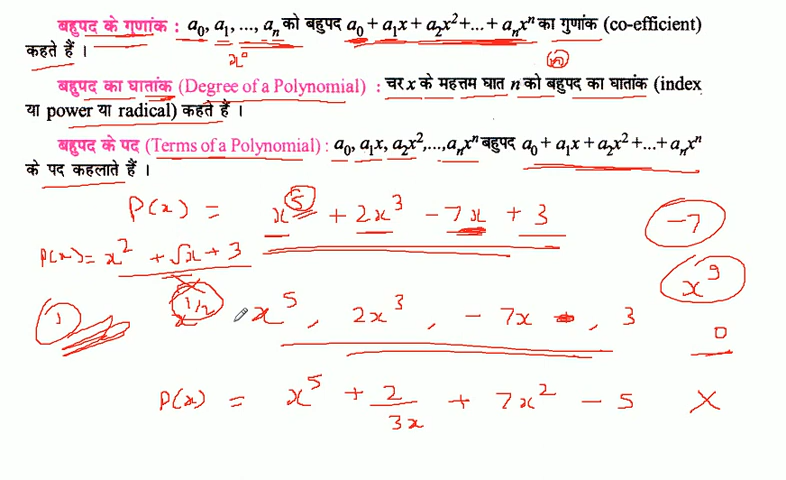 बहुपद के गुणांक : a₀, a₁, ..., aₙ को बहुपद a₀ + a₁x + a₂x² +...+ aₙxⁿ का गुणांक (co-efficient)
कहते हैं ।
x⁰
बहुपद का घातांक (Degree of a Polynomial) : चर x के महत्तम घात n को बहुपद का घातांक (index
या power या radical) कहते हैं ।
बहुपद के पद (Terms of a Polynomial) : a₀, a₁x, a₂x²,...,aₙxⁿ बहुपद a₀ + a₁x + a₂x² +...+ aₙxⁿ
के पद कहलाते हैं ।
P(x) = x⁵ + 2x³ - 7x + 3
-7
P(x) = x² + √x + 3
x⁹
x^1/2
1
x⁵, 2x³, - 7x, 3
0
P(x) = x⁵ + 2/3x + 7x² - 5 ×